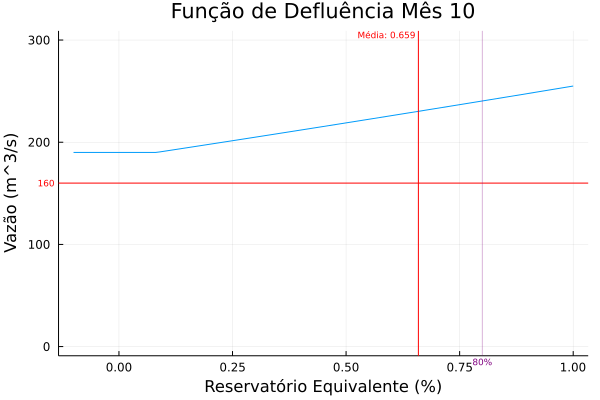 Função de Defluência Mês 10
Média: 0.659
300
200
160
100
0
Vazão (m^3/s)
0.00
0.25
0.50
0.75
80%
1.00
Reservatório Equivalente (%)